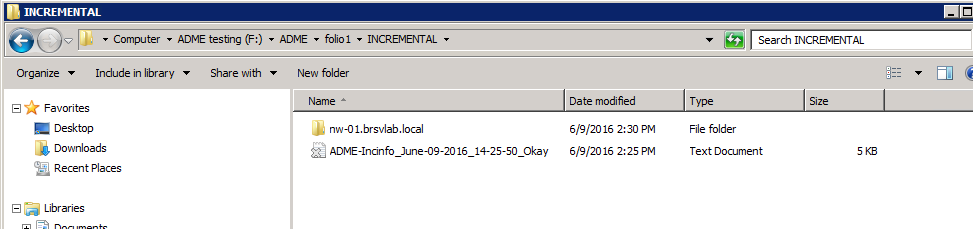 INCREMENTAL
Computer ADME testing (F:) ADME folio1 INCREMENTAL Search INCREMENTAL
Organize Include in library Share with New folder
Name Date modified Type Size
Favorites
Desktop
Downloads
Recent Places
Libraries
Documents
nw-01.brsvlab.local 6/9/2016 2:30 PM File folder
ADME-Incinfo_June-09-2016_14-25-50_Okay 6/9/2016 2:25 PM Text Document 5 KB